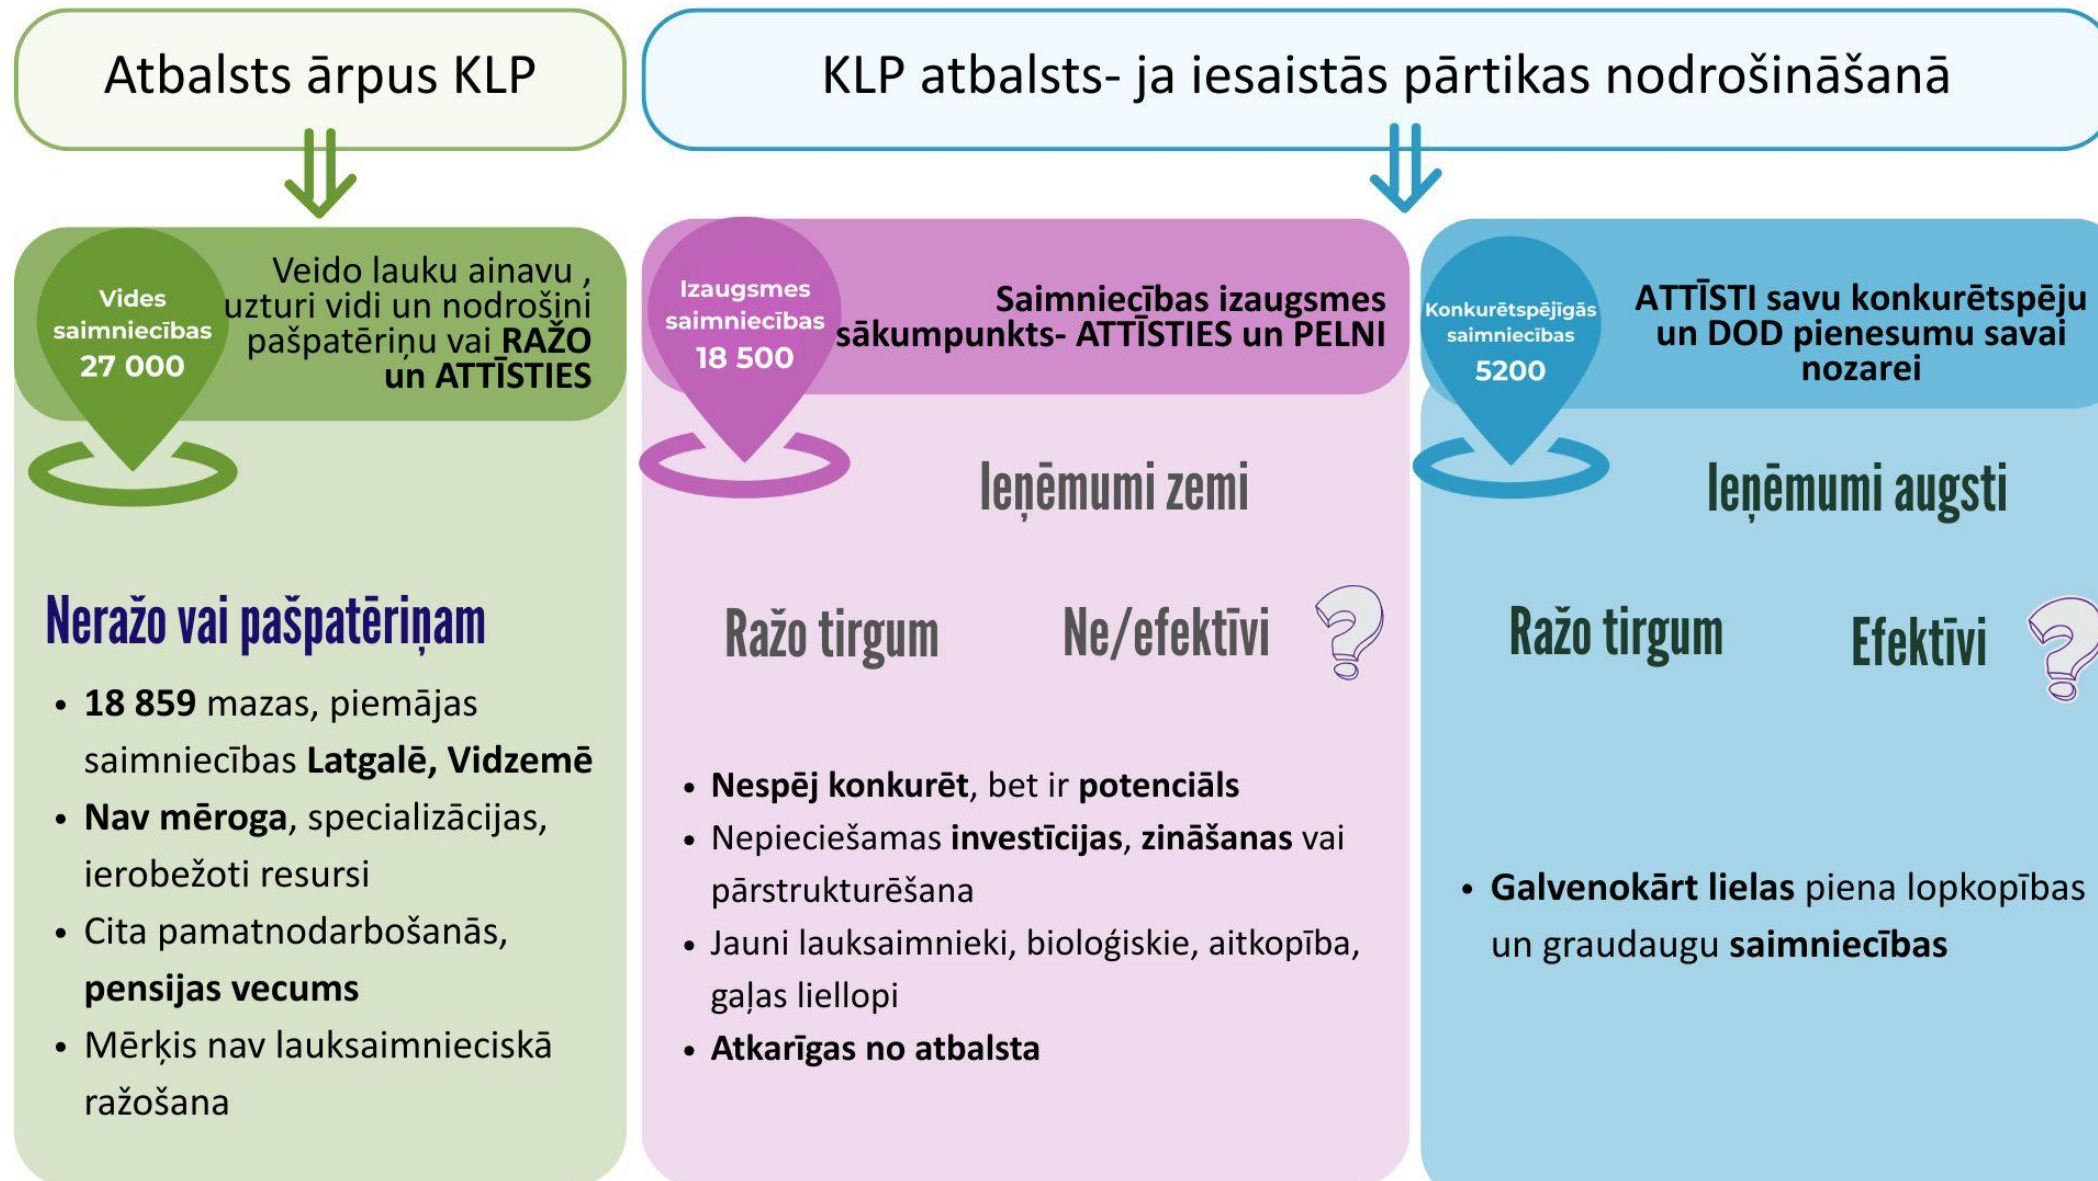 Atbalsts ārpus KLP
KLP atbalsts- ja iesaistās pārtikas nodrošināšanā
Vides
saimniecības
27 000
Veido lauku ainavu ,
uzturi vidi un nodrošini
pašpatēriņu vai RAŽO
un ATTĪSTIES
Neražo vai pašpatēriņam
• 18 859 mazas, piemājas
saimniecības Latgalē, Vidzemē
• Nav mēroga, specializācijas,
ierobežoti resursi
• Cita pamatnodarbošanās,
pensijas vecums
• Mērķis nav lauksaimnieciskā
ražošana
Izaugsmes
saimniecības
18 500
Saimniecības izaugsmes
sākumpunkts- ATTĪSTIES un PELNI
Ieņēmumi zemi
Ražo tirgum
Ne/efektīvi ?
• Nespēj konkurēt, bet ir potenciāls
• Nepieciešamas investīcijas, zināšanas vai
pārstrukturēšana
• Jauni lauksaimnieki, bioloģiskie, aitkopība,
gaļas liellopi
• Atkarīgas no atbalsta
Konkurētspējīgās
saimniecības
5200
ATTĪSTI savu konkurētspēju
un DOD pienesumu savai
nozarei
Ieņēmumi augsti
Ražo tirgum
Efektīvi ?
• Galvenokārt lielas piena lopkopības
un graudaugu saimniecības